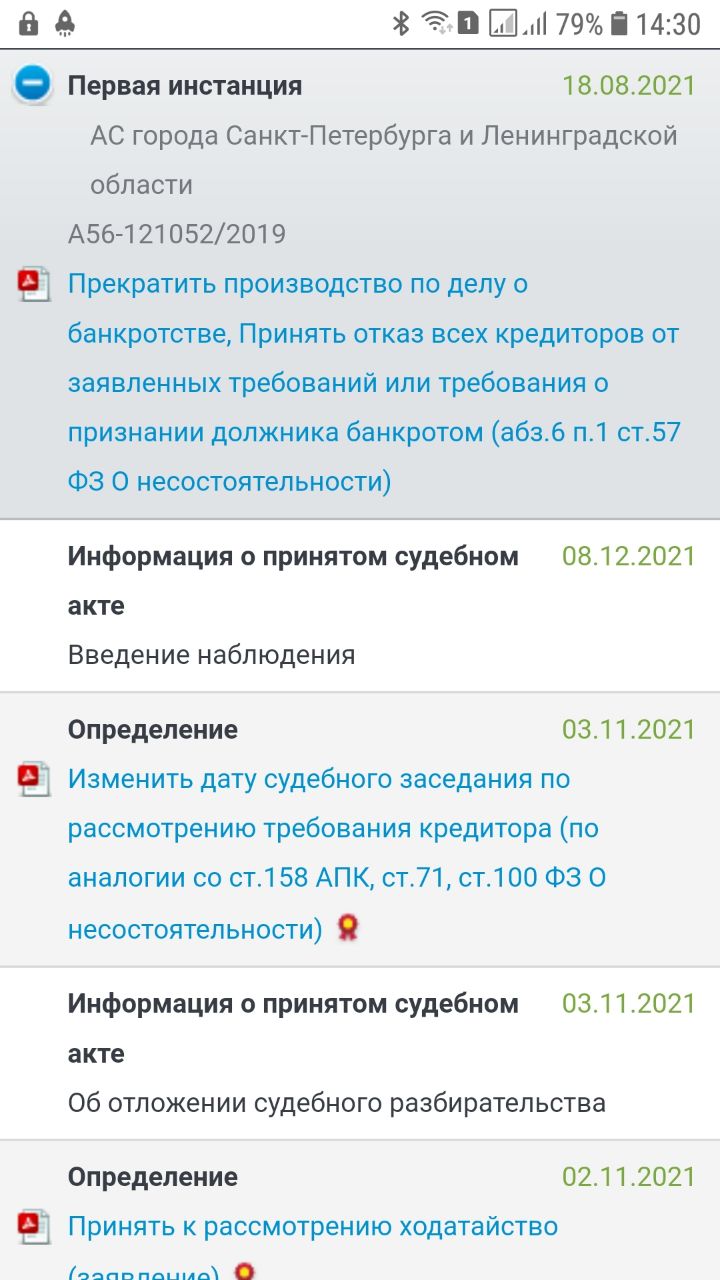 1 79% 14:30
Первая инстанция 18.08.2021
АС города Санкт-Петербурга и Ленинградской
области
А56-121052/2019
Прекратить производство по делу о
банкротстве, Принять отказ всех кредиторов от
заявленных требований или требования о
признании должника банкротом (абз.6 п.1 ст.57
ФЗ О несостоятельности)
Информация о принятом судебном 08.12.2021
акте
Введение наблюдения
Определение 03.11.2021
Изменить дату судебного заседания по
рассмотрению требования кредитора (по
аналогии со ст.158 АПК, ст.71, ст.100 ФЗ О
несостоятельности)
Информация о принятом судебном 03.11.2021
акте
Об отложении судебного разбирательства
Определение 02.11.2021
Принять к рассмотрению ходатайство
(заявление)